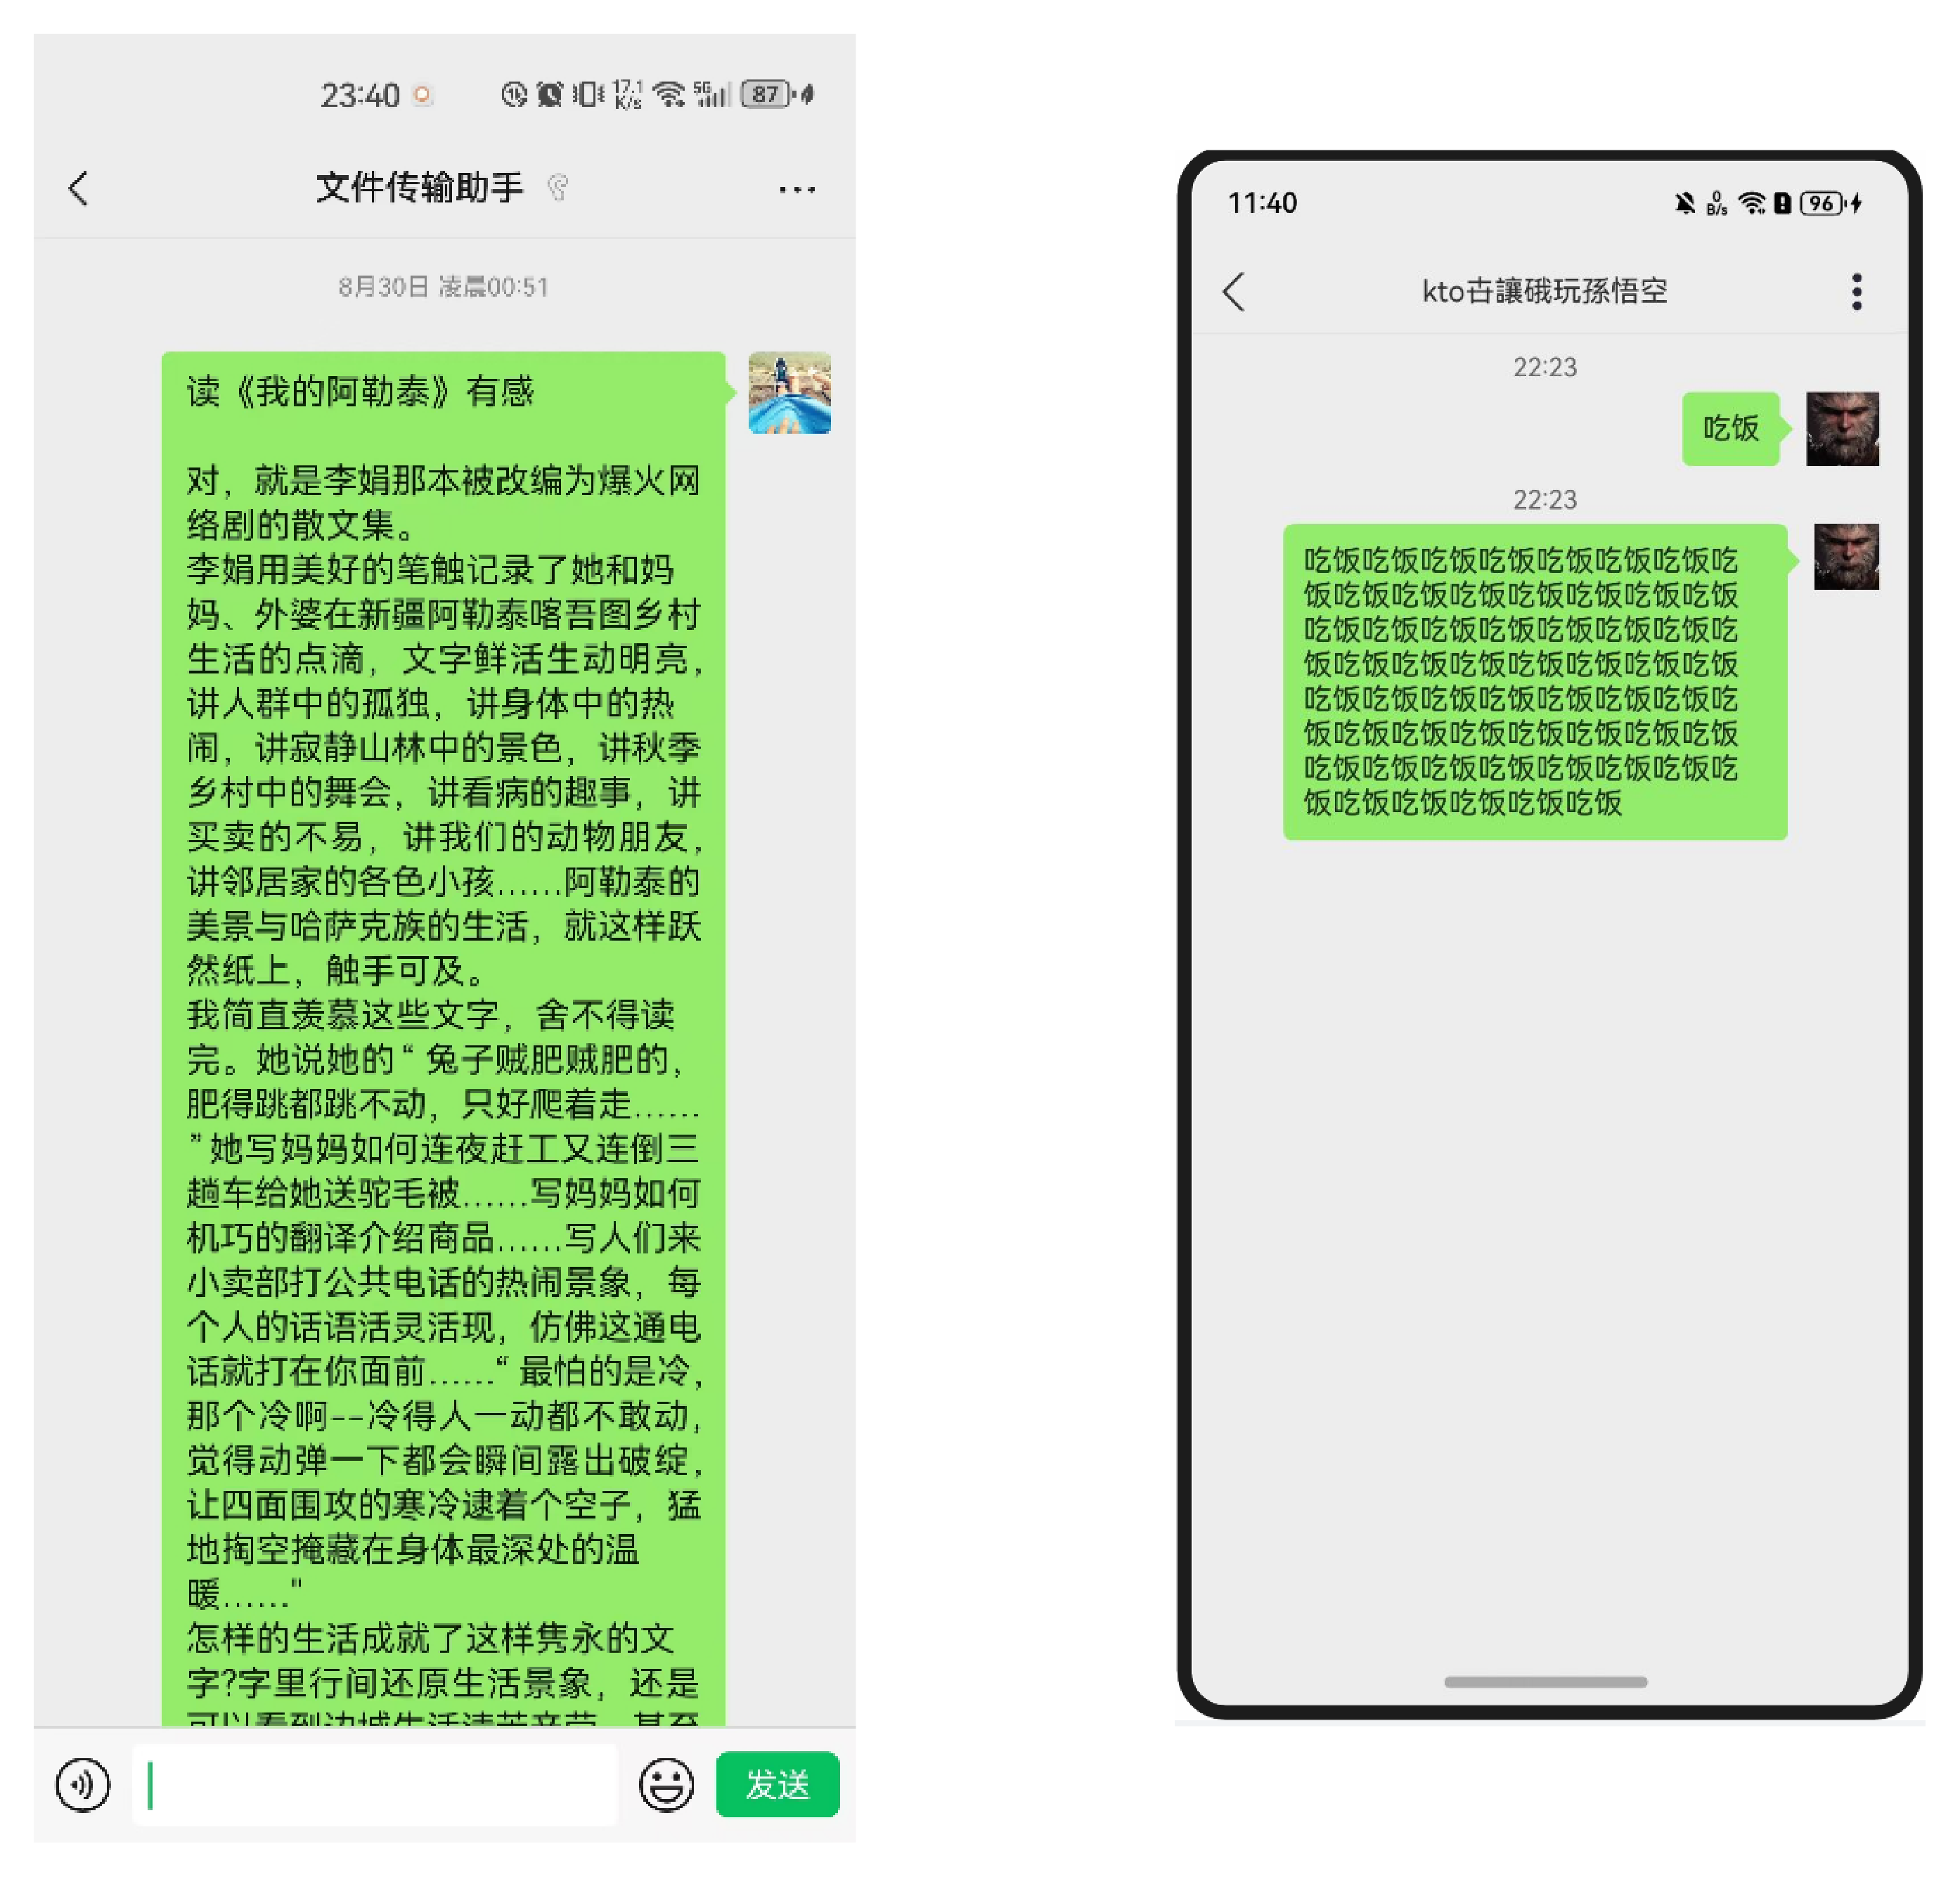 23:40
17.1 K/s
5G
87
文件传输助手
8月30日 凌晨00:51
读《我的阿勒泰》有感
对，就是李娟那本被改编为爆火网
络剧的散文集。
李娟用美好的笔触记录了她和妈
妈、外婆在新疆阿勒泰喀吾图乡村
生活的点滴，文字鲜活生动明亮，
讲人群中的孤独，讲身体中的热
闹，讲寂静山林中的景色，讲秋季
乡村中的舞会，讲看病的趣事，讲
买卖的不易，讲我们的动物朋友，
讲邻居家的各色小孩……阿勒泰的
美景与哈萨克族的生活，就这样跃
然纸上，触手可及。
我简直羡慕这些文字，舍不得读
完。她说她的“兔子贼肥贼肥的，
肥得跳都跳不动，只好爬着走……
”她写妈妈如何连夜赶工又连倒三
趟车给她送驼毛被……写妈妈如何
机巧的翻译介绍商品……写人们来
小卖部打公共电话的热闹景象，每
个人的话语活灵活现，仿佛这通电
话就打在你面前……“最怕的是冷，
那个冷啊--冷得人一动都不敢动，
觉得动弹一下都会瞬间露出破绽，
让四面围攻的寒冷逮着个空子，猛
地掏空掩藏在身体最深处的温
暖……"
怎样的生活成就了这样隽永的文
字?字里行间还原生活景象，还是
可以看到边城生活清苦辛劳，甚至
发送
11:40
0 B/s
96
kto卋讓硪玩孫悟空
22:23
吃饭
22:23
吃饭吃饭吃饭吃饭吃饭吃饭吃饭吃
饭吃饭吃饭吃饭吃饭吃饭吃饭吃饭
吃饭吃饭吃饭吃饭吃饭吃饭吃饭吃
饭吃饭吃饭吃饭吃饭吃饭吃饭吃饭
吃饭吃饭吃饭吃饭吃饭吃饭吃饭吃
饭吃饭吃饭吃饭吃饭吃饭吃饭吃饭
吃饭吃饭吃饭吃饭吃饭吃饭吃饭吃
饭吃饭吃饭吃饭吃饭吃饭